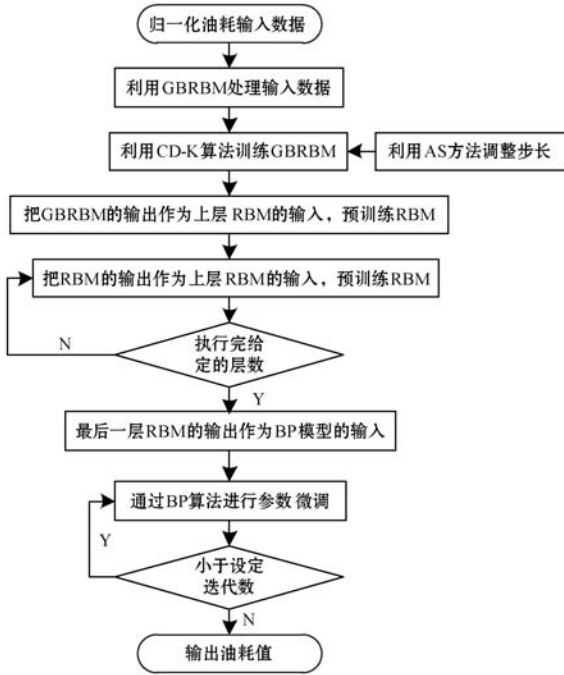 归一化油耗输入数据
利用GBRBM处理输入数据
利用CD-K算法训练GBRBM
利用AS方法调整步长
把GBRBM的输出作为上层 RBM的输入，预训练RBM
把RBM的输出作为上层 RBM的输入，预训练RBM
N
执行完给
定的层数
Y
最后一层RBM的输出作为BP模型的输入
通过BP算法进行参数 微调
Y
小于设定
迭代数
N
输出油耗值